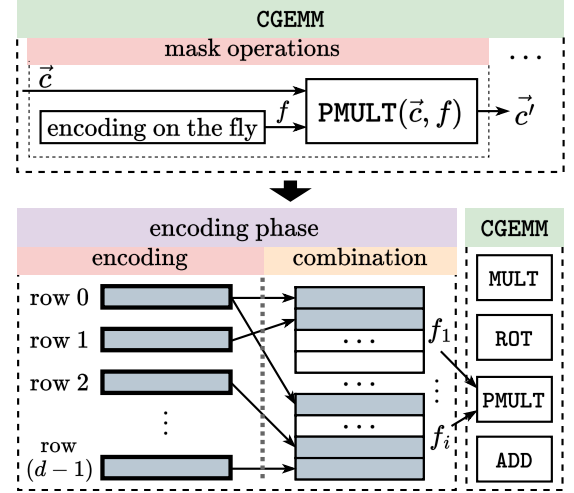 CGEMM
mask operations
...
c⃗
f
encoding on the fly
PMULT(c⃗, f)
c⃗′
encoding phase
CGEMM
encoding
combination
row 0
row 1
row 2
⋮
row
(d − 1)
...
...
...
⋮
f₁
fᵢ
MULT
ROT
PMULT
ADD